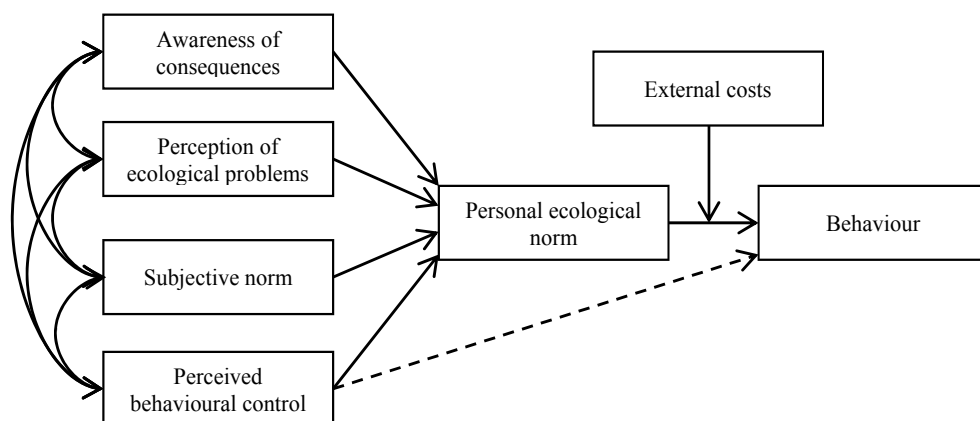 Awareness of
consequences
External costs
Perception of
ecological problems
Personal ecological
norm
Behaviour
Subjective norm
Perceived
behavioural control